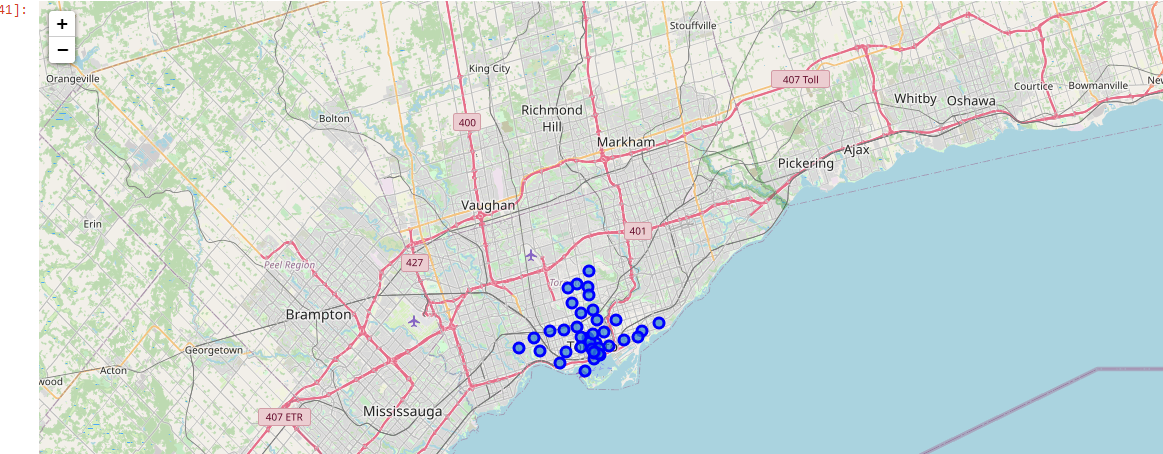 41]:
+
−
Stouffville
Orangeville
King City
407 Toll
Courtice
Bowmanville
Whitby
Oshawa
Richmond
Hill
Bolton
400
Markham
Ajax
Pickering
Vaughan
Erin
401
427
Peel Region
Brampton
Georgetown
Acton
wood
Mississauga
407 ETR